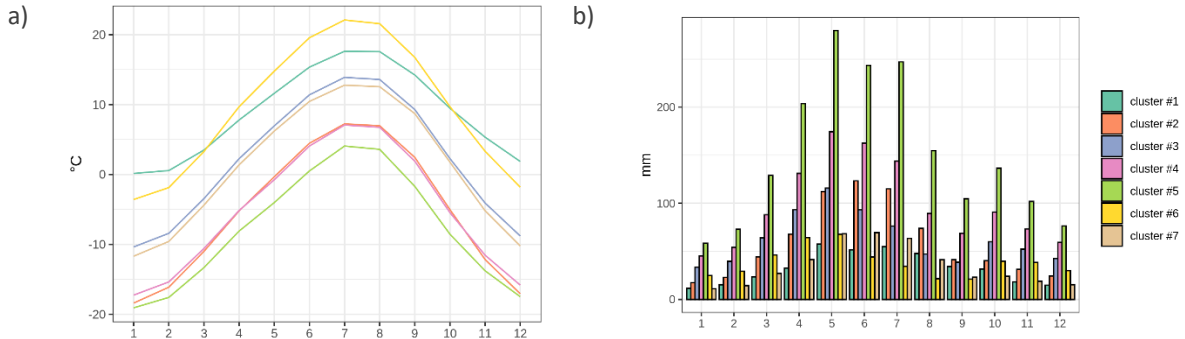 a)
20
10
0
-10
-20
°C
1 2 3 4 5 6 7 8 9 10 11 12
b)
200
100
0
mm
1 2 3 4 5 6 7 8 9 10 11 12
cluster #1
cluster #2
cluster #3
cluster #4
cluster #5
cluster #6
cluster #7